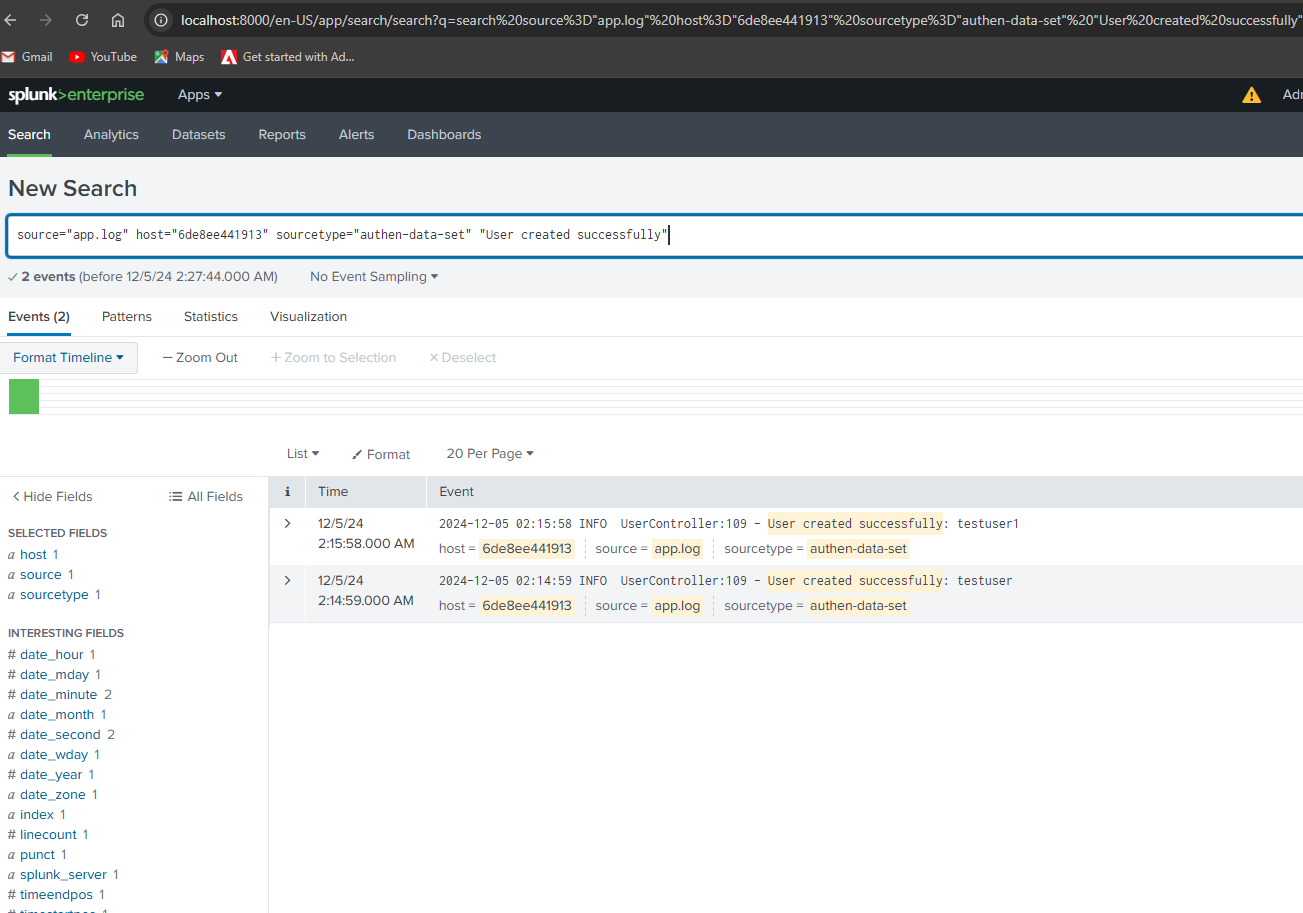 localhost:8000/en-US/app/search/search?q=search%20source%3D"app.log"%20host%3D"6de8ee441913"%20sourcetype%3D"authen-data-set"%20"User%20created%20successfully"
Gmail YouTube Maps Get started with Ad...
splunk>enterprise Apps Adr
Search Analytics Datasets Reports Alerts Dashboards
New Search
source="app.log" host="6de8ee441913" sourcetype="authen-data-set" "User created successfully"
2 events (before 12/5/24 2:27:44.000 AM) No Event Sampling
Events (2) Patterns Statistics Visualization
Format Timeline — Zoom Out + Zoom to Selection × Deselect
List Format 20 Per Page
< Hide Fields All Fields i Time Event
SELECTED FIELDS
a host 1
a source 1
a sourcetype 1
INTERESTING FIELDS
# date_hour 1
# date_mday 1
# date_minute 2
a date_month 1
# date_second 2
a date_wday 1
# date_year 1
a date_zone 1
a index 1
# linecount 1
a punct 1
a splunk_server 1
# timeendpos 1
# timestartpos 1
> 12/5/24 2024-12-05 02:15:58 INFO UserController:109 - User created successfully: testuser1
2:15:58.000 AM host = 6de8ee441913 source = app.log sourcetype = authen-data-set
> 12/5/24 2024-12-05 02:14:59 INFO UserController:109 - User created successfully: testuser
2:14:59.000 AM host = 6de8ee441913 source = app.log sourcetype = authen-data-set